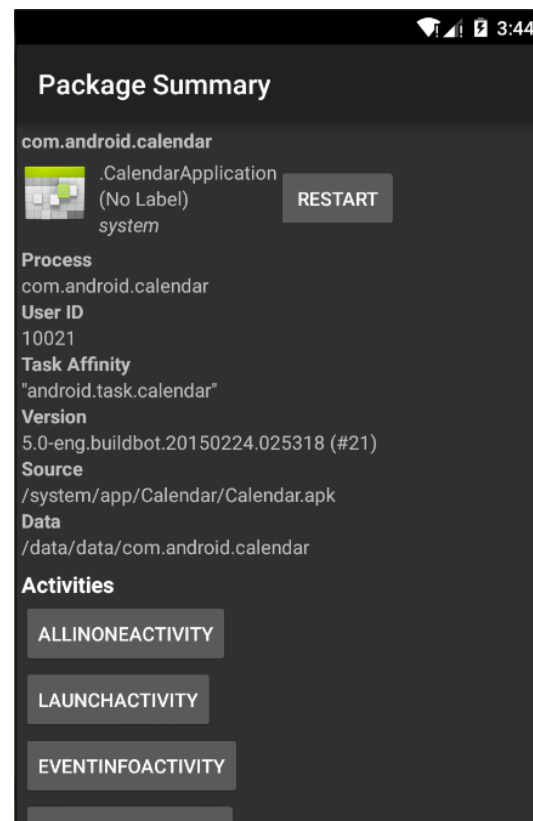 3:44
Package Summary
com.android.calendar
.CalendarApplication
(No Label)
RESTART
system
Process
com.android.calendar
User ID
10021
Task Affinity
"android.task.calendar"
Version
5.0-eng.buildbot.20150224.025318 (#21)
Source
/system/app/Calendar/Calendar.apk
Data
/data/data/com.android.calendar
Activities
ALLINONEACTIVITY
LAUNCHACTIVITY
EVENTINFOACTIVITY